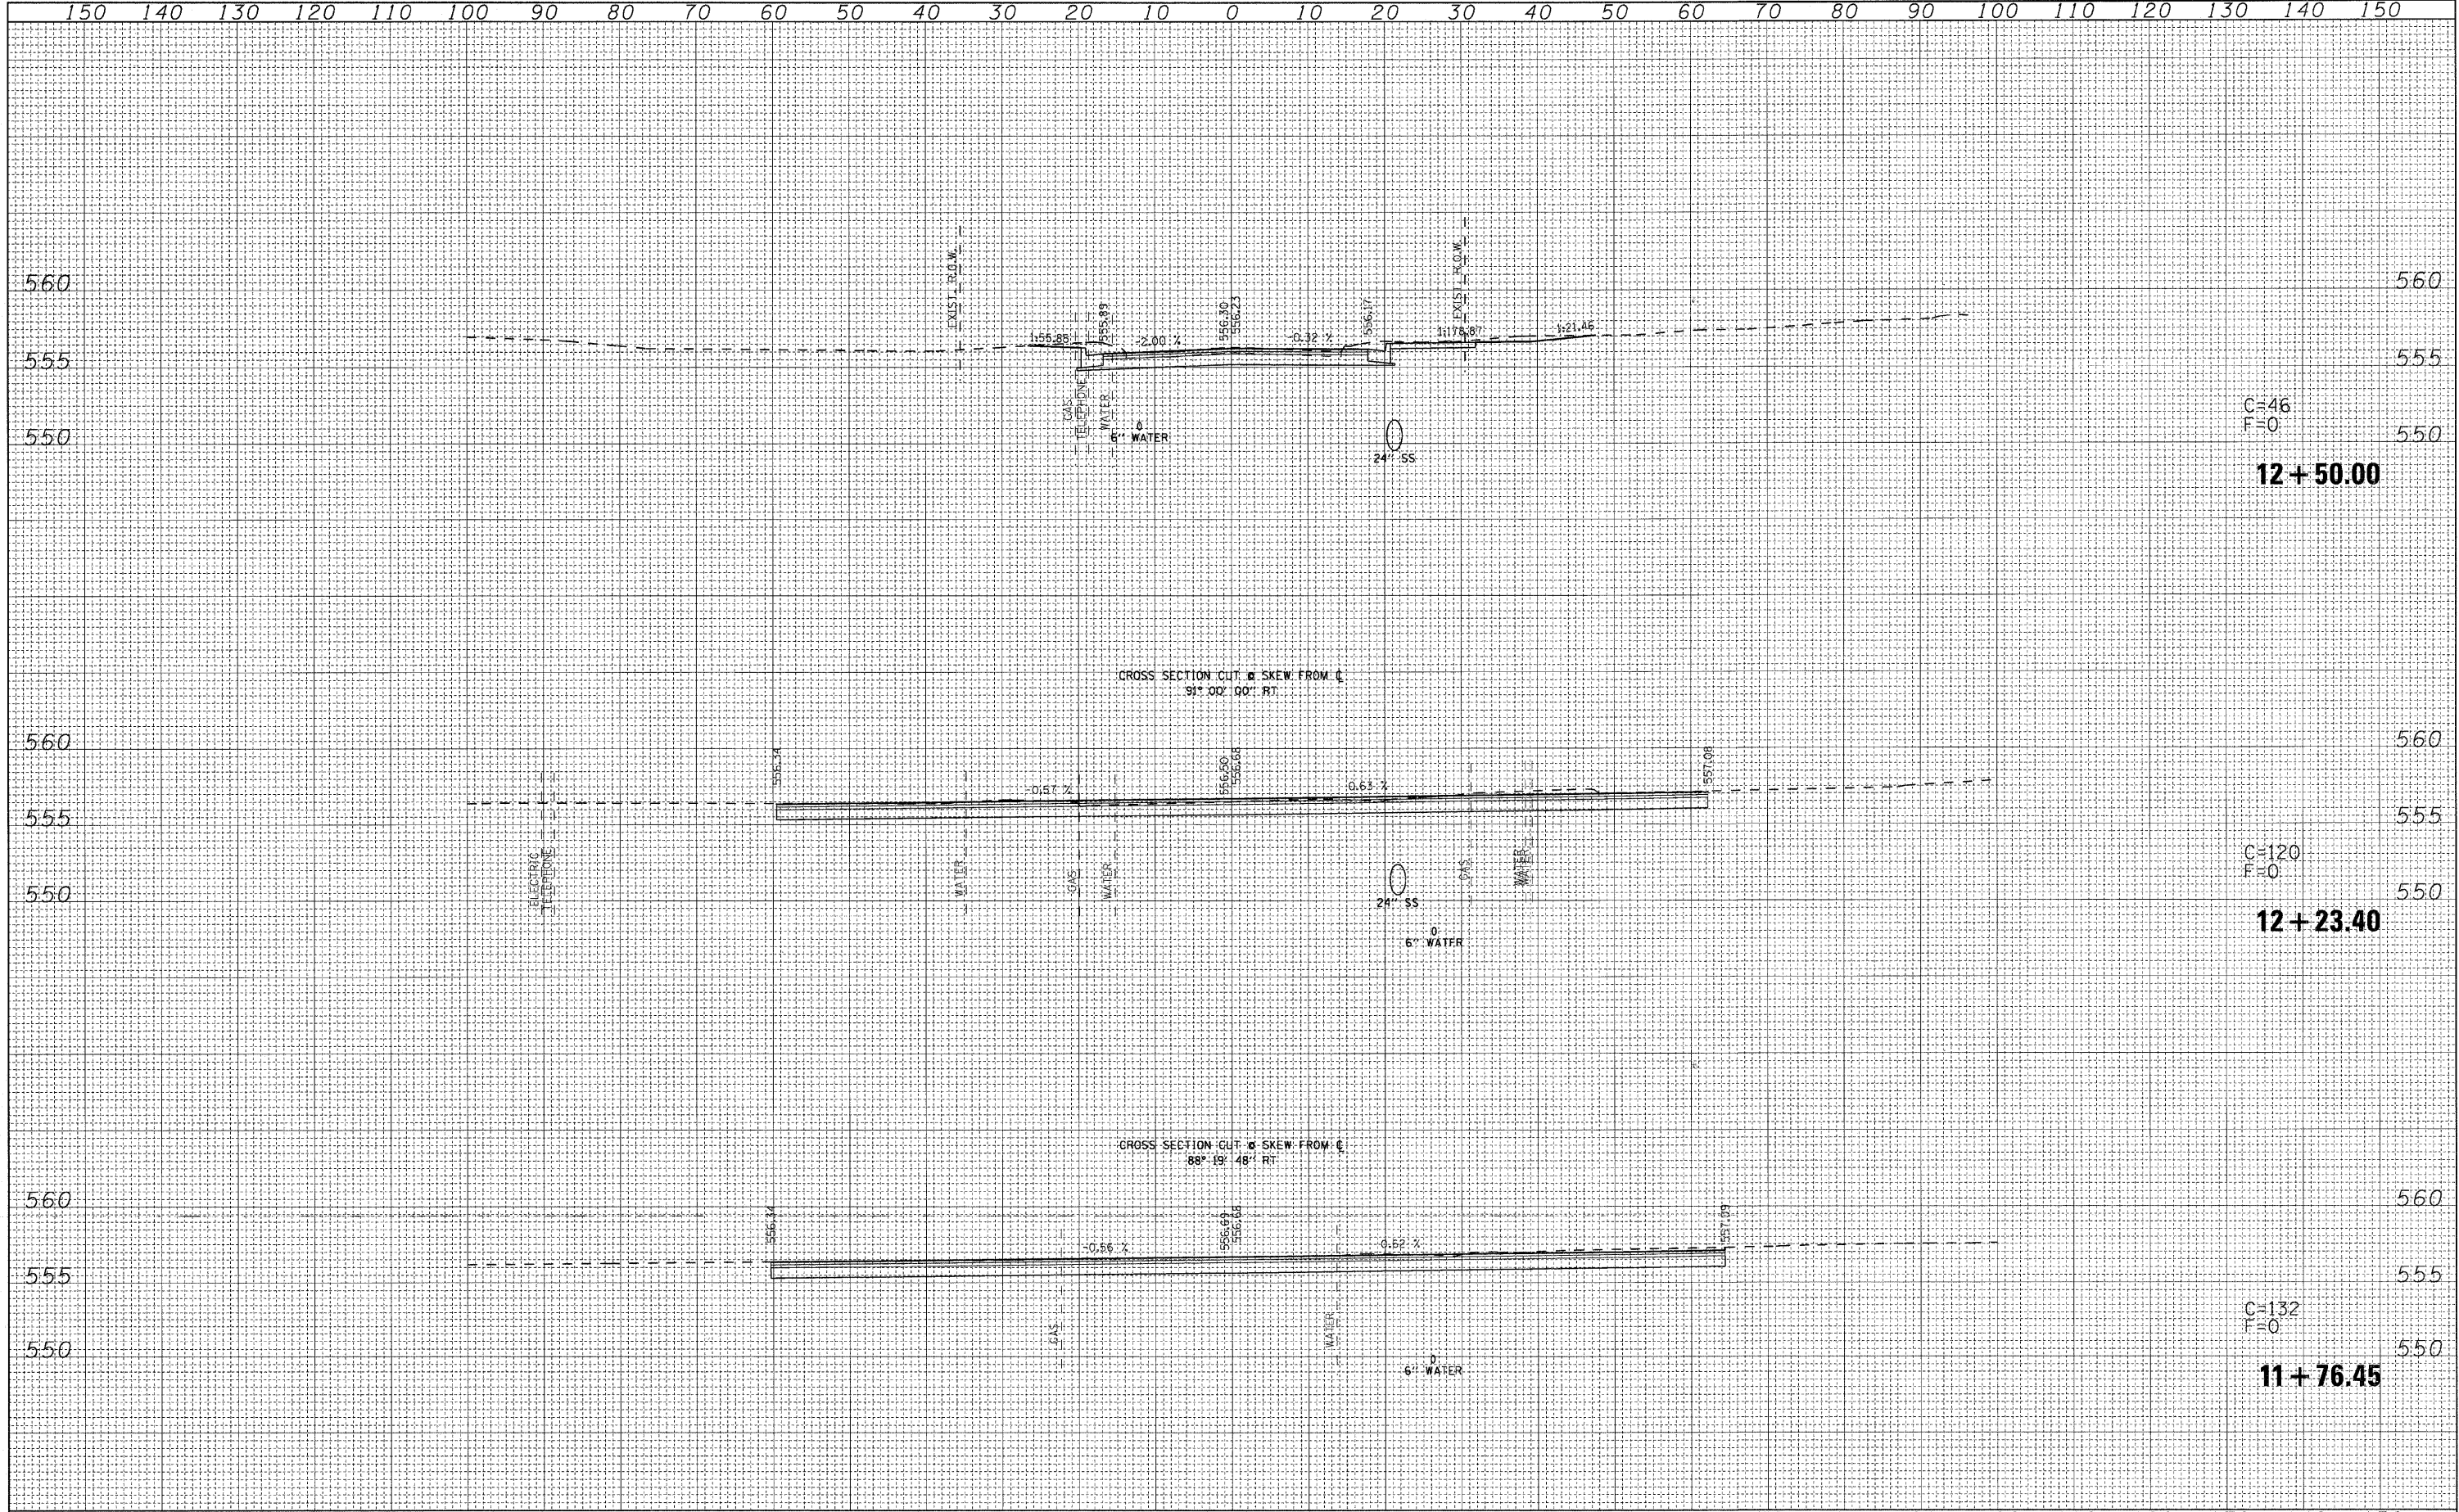 150 140 130 120 110 100 90 80 70 60 50 40 30 20 10 0 10 20 30 40 50 60 70 80 90 100 110 120 130 140 150
EXIST. R.O.W.
EXIST. R.O.W.
560
560
555.89
556.30
556.23
556.17
1:55.85
-2.00 %
-0.32 %
1:178.87
1:21.46
555
555
GAS
TELEPHONE
WATER
6" WATER
24" SS
C=46
F=0
550
550
12+50.00
CROSS SECTION CUT @ SKEW FROM ℄
91° 00' 00" RT
560
560
556.34
556.50
556.68
557.08
-0.57 %
0.63 %
555
555
ELECTRIC
TELEPHONE
WATER
GAS
WATER
GAS
WATER
WATER
24" SS
6" WATER
C=120
F=0
550
550
12+23.40
CROSS SECTION CUT @ SKEW FROM ℄
88° 19' 48" RT
560
560
556.34
556.69
556.68
557.09
-0.56 %
0.62 %
555
555
GAS
WATER
6" WATER
C=132
F=0
550
550
11+76.45